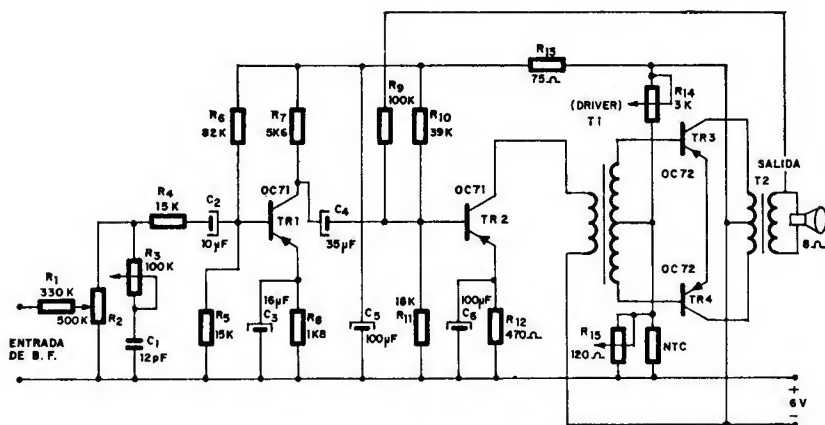 R13
75Ω
R14
3K
(DRIVER)
T1
R6
82K
R7
5K6
R9
100K
R10
39K
TR3
OC72
SALIDA
T2
R4
15K
C2
10µF
OC71
TR1
C4
35µF
OC71
TR2
8Ω
R3
100K
R1
330K
500K
R2
OC72
TR4
ENTRADA
DE B.F.
C1
12pF
R5
15K
16µF
C3
R8
1K8
C5
100µF
18K
R11
100µF
C6
R12
470Ω
R15
120Ω
NTC
+
6V
-